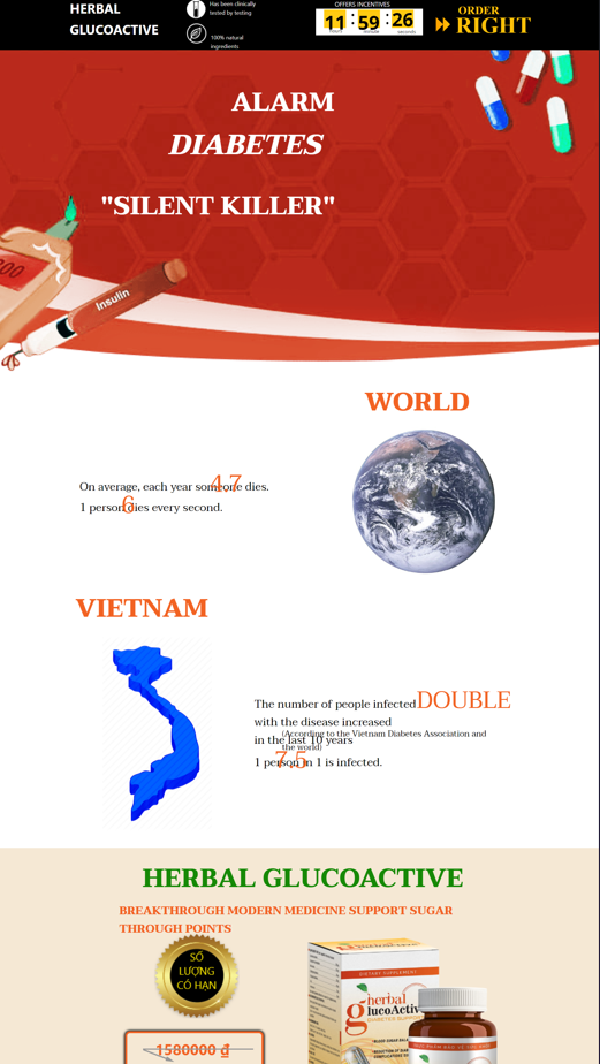 HERBAL
GLUCOACTIVE
Has been clinically
tested by testing
100% natural
ingredients
OFFERS INCENTIVES
11 : 59 : 26
hours minute seconds
ORDER
RIGHT
ALARM
DIABETES
"SILENT KILLER"
300
Insulin
WORLD
On average, each year someone dies.
4.7
1 person dies every second.
6
VIETNAM
The number of people infected DOUBLE
with the disease increased
in the last 10 years
(According to the Vietnam Diabetes Association and
the world)
1 person in 1 is infected.
7.5
HERBAL GLUCOACTIVE
BREAKTHROUGH MODERN MEDICINE SUPPORT SUGAR
THROUGH POINTS
SỐ
LƯỢNG
CÓ HẠN
1580000 ₫
DIETARY SUPPLEMENT
herbal
glucoActiv